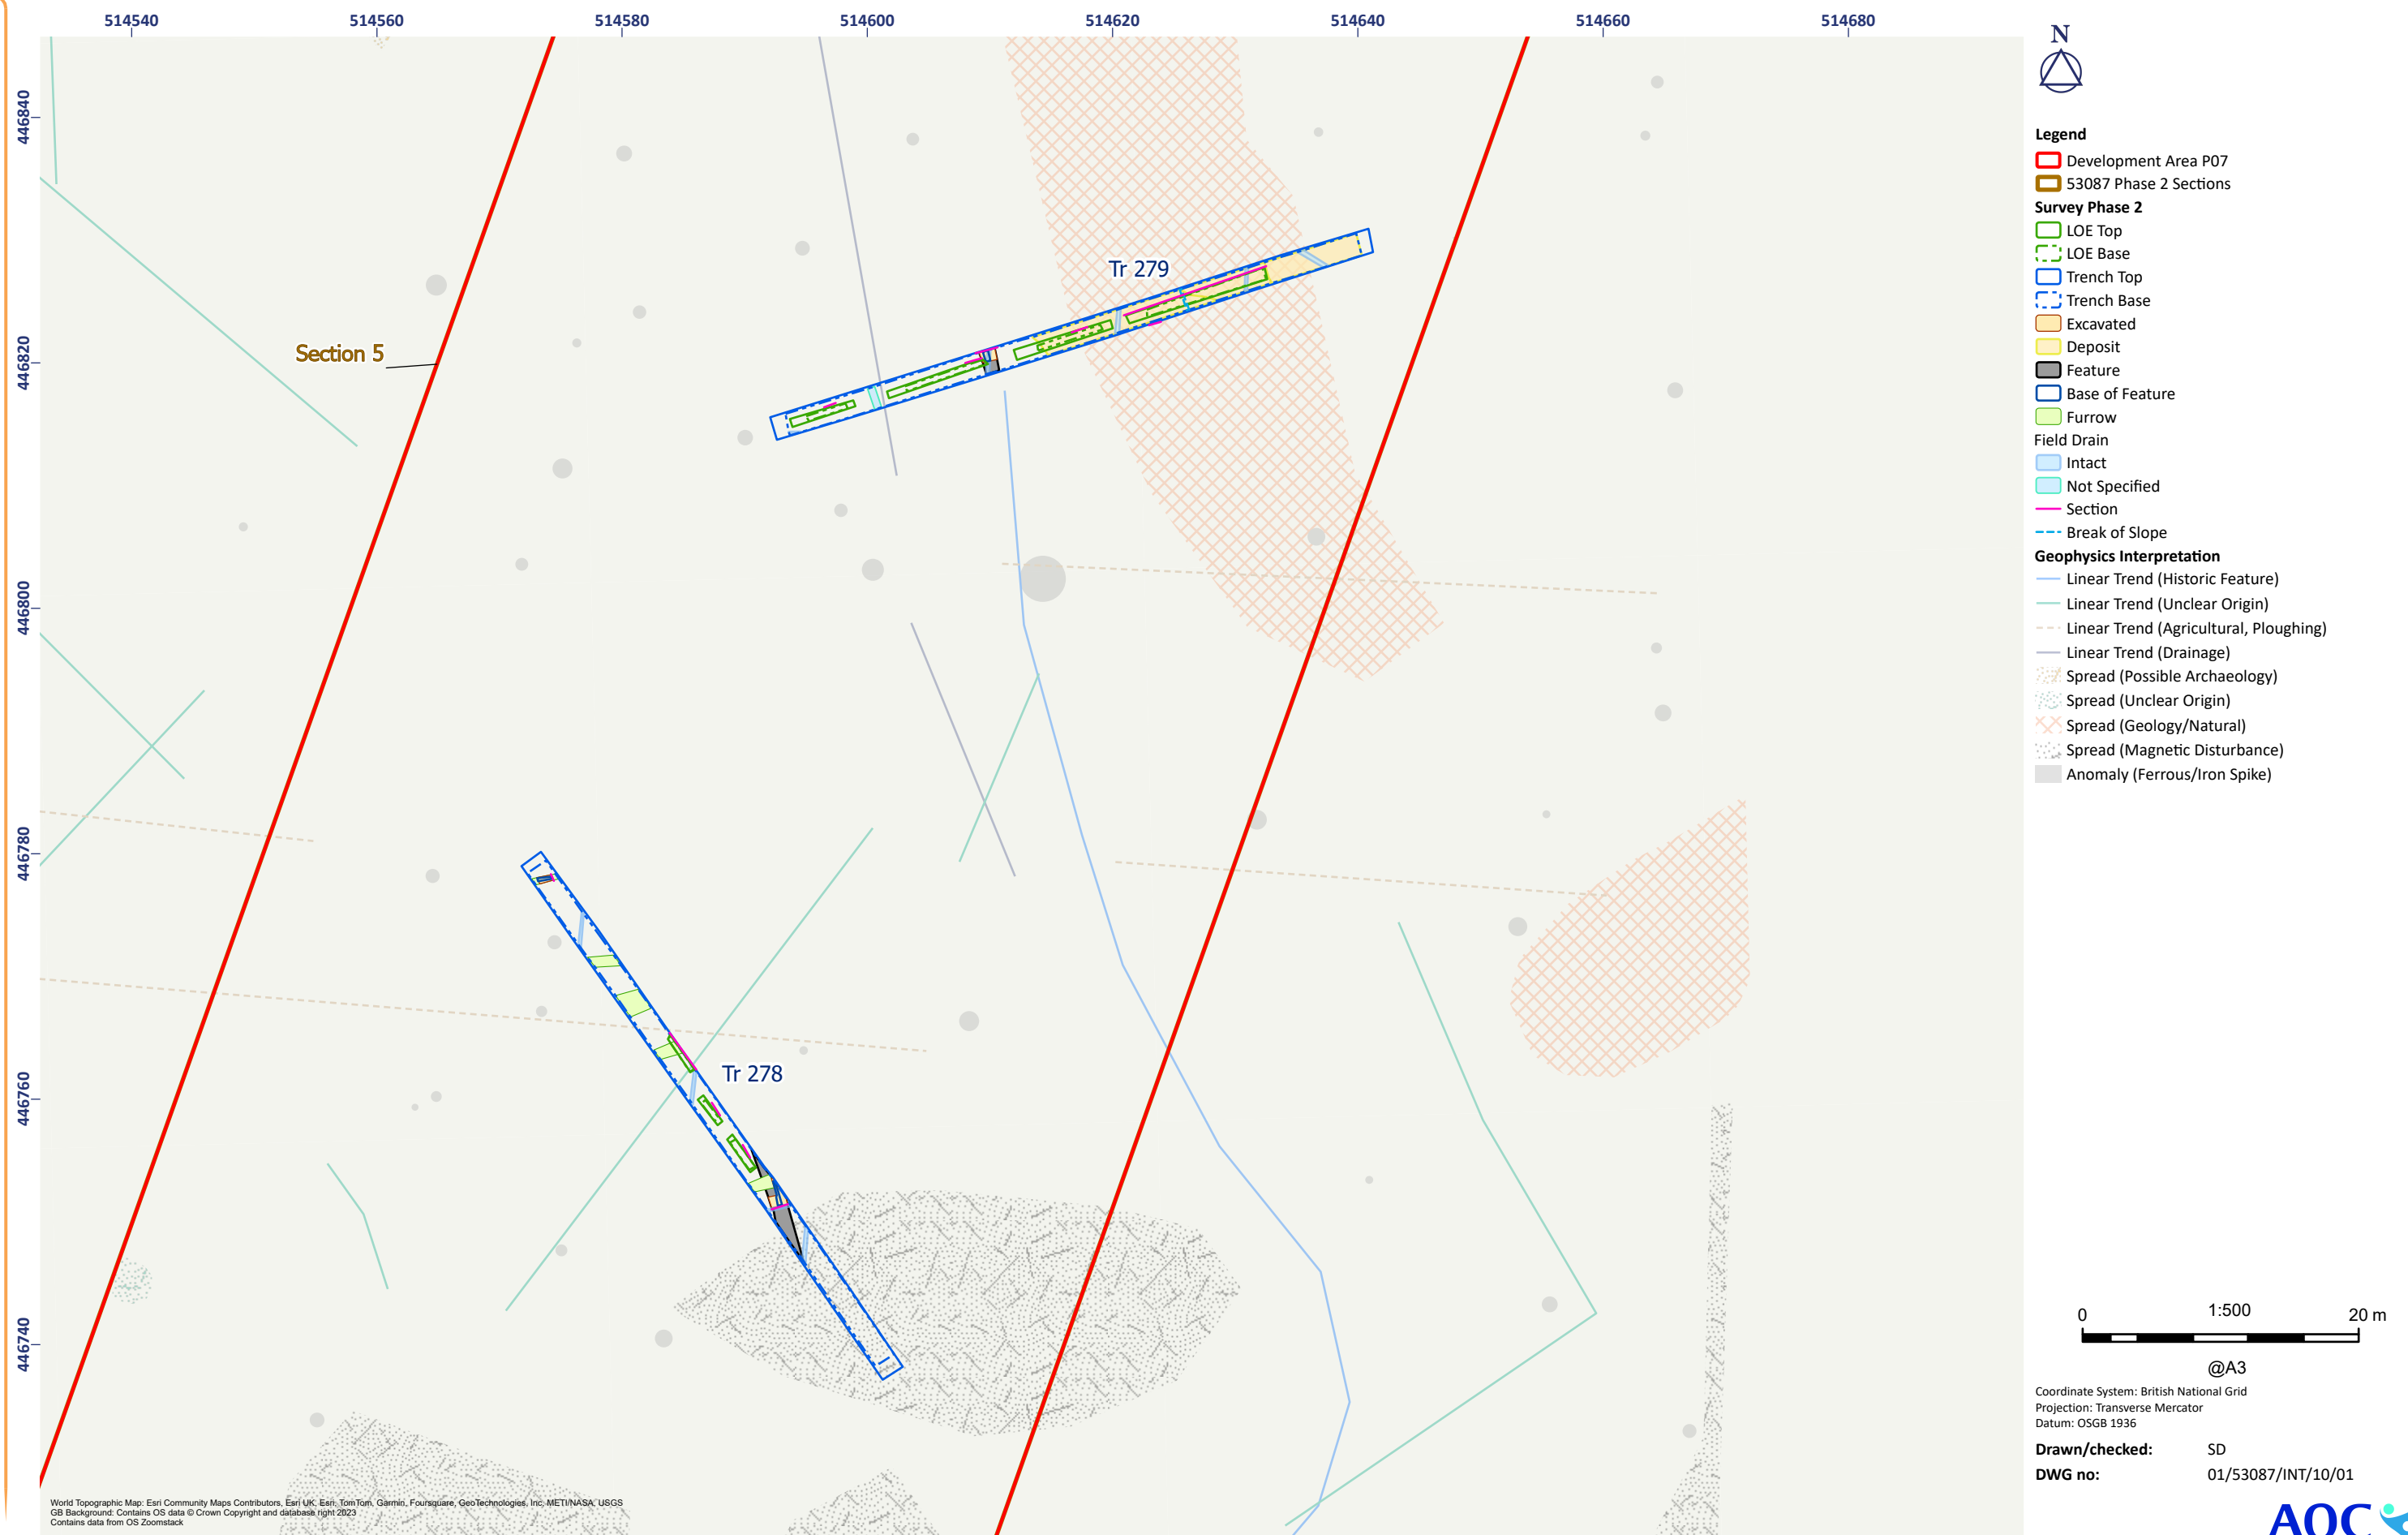 514540 514560 514580 514600 514620 514640 514660 514680
446840
446820
446800
446780
446760
446740
Tr 279
Section 5
Tr 278
World Topographic Map: Esri Community Maps Contributors, Esri UK, Esri, TomTom, Garmin, Foursquare, GeoTechnologies, Inc, METI/NASA, USGS
GB Background: Contains OS data © Crown Copyright and database right 2023
Contains data from OS Zoomstack
N
Legend
Development Area P07
53087 Phase 2 Sections
Survey Phase 2
LOE Top
LOE Base
Trench Top
Trench Base
Excavated
Deposit
Feature
Base of Feature
Furrow
Field Drain
Intact
Not Specified
Section
Break of Slope
Geophysics Interpretation
Linear Trend (Historic Feature)
Linear Trend (Unclear Origin)
Linear Trend (Agricultural, Ploughing)
Linear Trend (Drainage)
Spread (Possible Archaeology)
Spread (Unclear Origin)
Spread (Geology/Natural)
Spread (Magnetic Disturbance)
Anomaly (Ferrous/Iron Spike)
0 1:500 20 m
@A3
Coordinate System: British National Grid
Projection: Transverse Mercator
Datum: OSGB 1936
Drawn/checked: SD
DWG no: 01/53087/INT/10/01
AOC